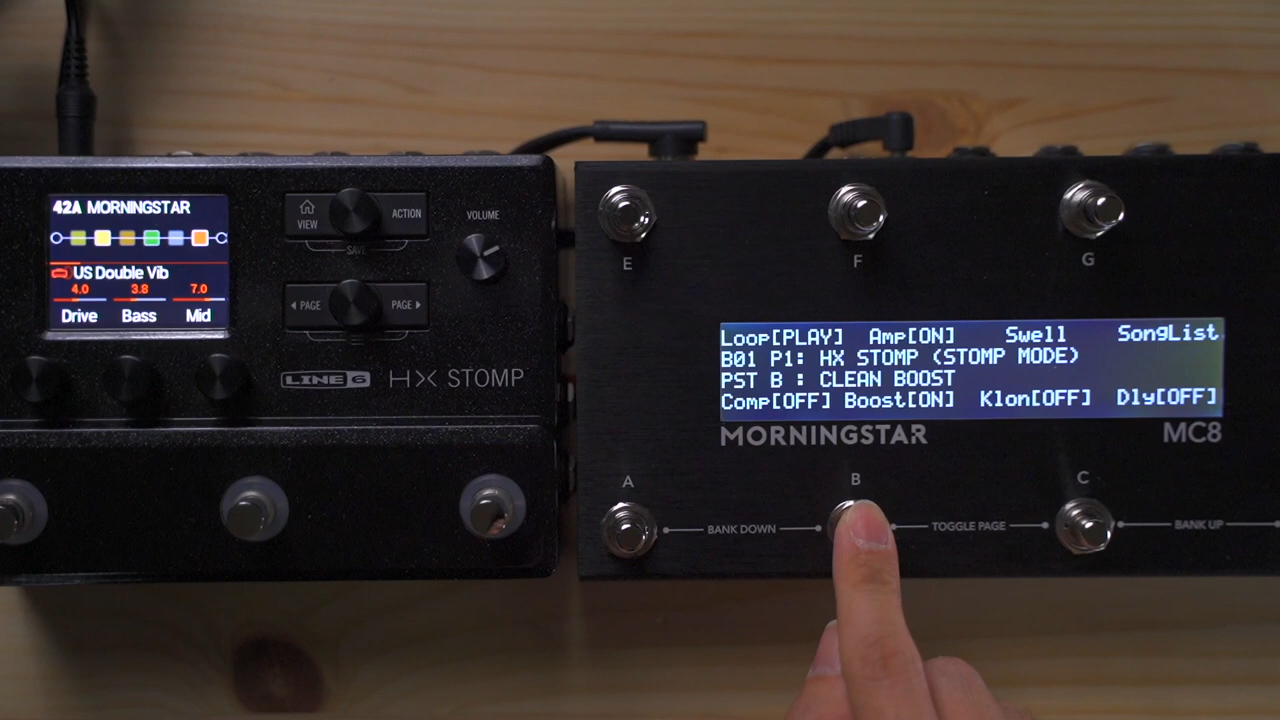 42A MORNINGSTAR
US Double Vib
4.0 3.8 7.0
Drive Bass Mid
VIEW
ACTION
SAVE
PAGE
PAGE
VOLUME
LINE 6
HX STOMP
E
F
G
Loop[PLAY] Amp[ON] Swell SongList
B01 P1: HX STOMP (STOMP MODE)
PST B : CLEAN BOOST
Comp[OFF] Boost[ON] Klon[OFF] Dly[OFF]
MORNINGSTAR
MC8
A
B
C
BANK DOWN
TOGGLE PAGE
BANK UP